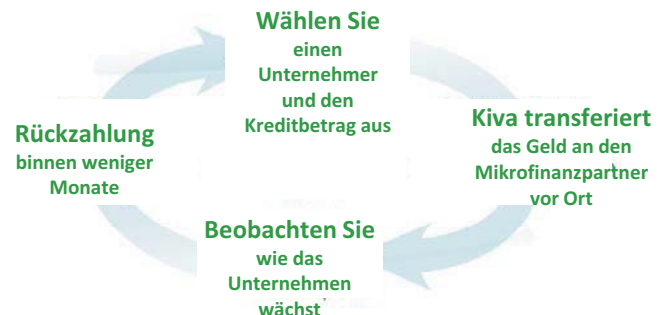 Wählen Sie
einen
Unternehmer
und den
Kreditbetrag aus
Kiva transferiert
das Geld an den
Mikrofinanzpartner
vor Ort
Beobachten Sie
wie das
Unternehmen
wächst
Rückzahlung
binnen weniger
Monate